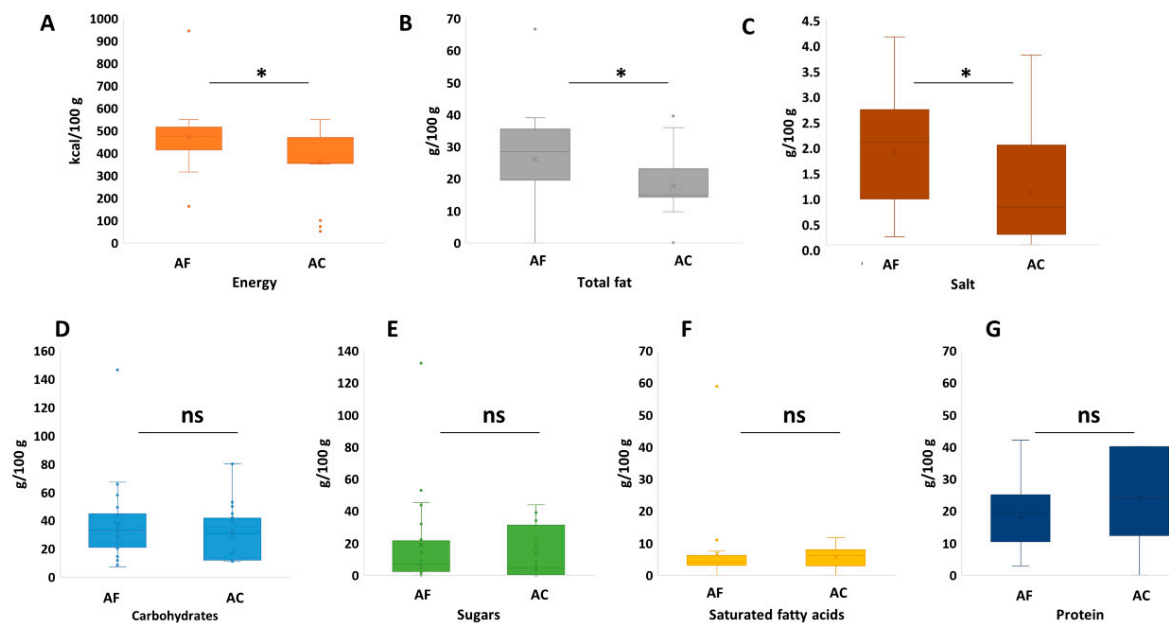 A
kcal/100 g
1000
900
800
700
600
500
400
300
200
100
0
*
AF
AC
Energy
B
g/100 g
70
60
50
40
30
20
10
0
*
AF
AC
Total fat
C
g/100 g
4.5
4.0
3.5
3.0
2.5
2.0
1.5
1.0
0.5
0.0
*
AF
AC
Salt
D
g/100 g
160
140
120
100
80
60
40
20
0
ns
AF
AC
Carbohydrates
E
g/100 g
140
120
100
80
60
40
20
0
ns
AF
AC
Sugars
F
g/100 g
70
60
50
40
30
20
10
0
ns
AF
AC
Saturated fatty acids
G
g/100 g
70
60
50
40
30
20
10
0
ns
AF
AC
Protein